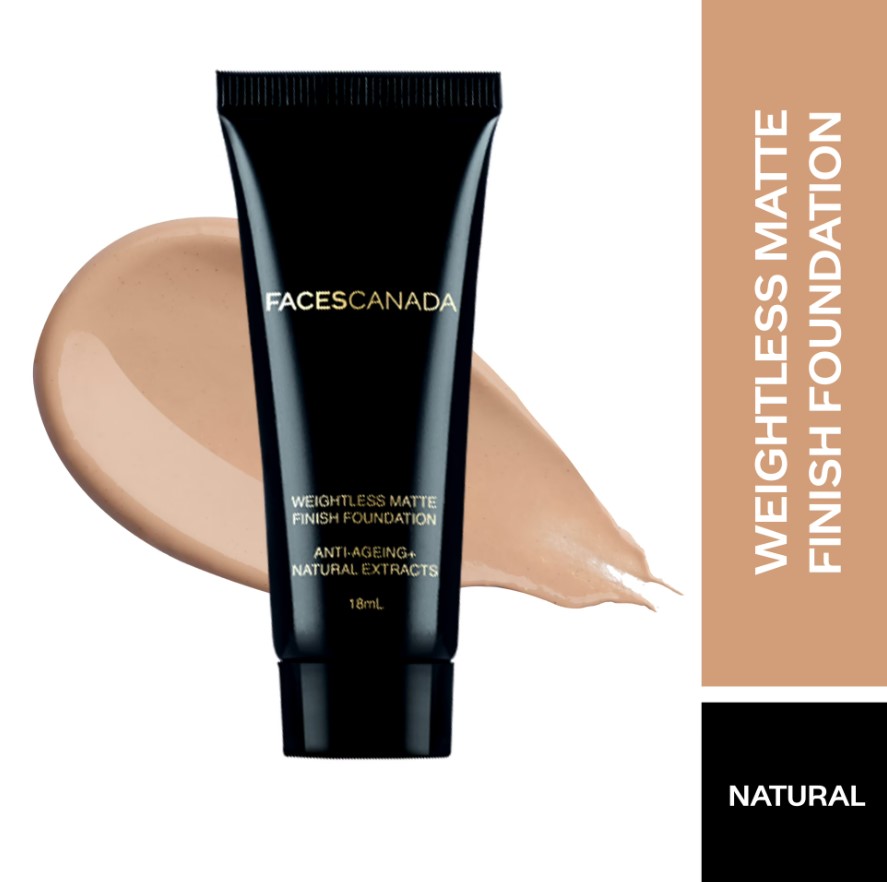 FACESCANADA
WEIGHTLESS MATTE
FINISH FOUNDATION
ANTI-AGEING+
NATURAL EXTRACTS
18mL
WEIGHTLESS MATTE
FINISH FOUNDATION
NATURAL